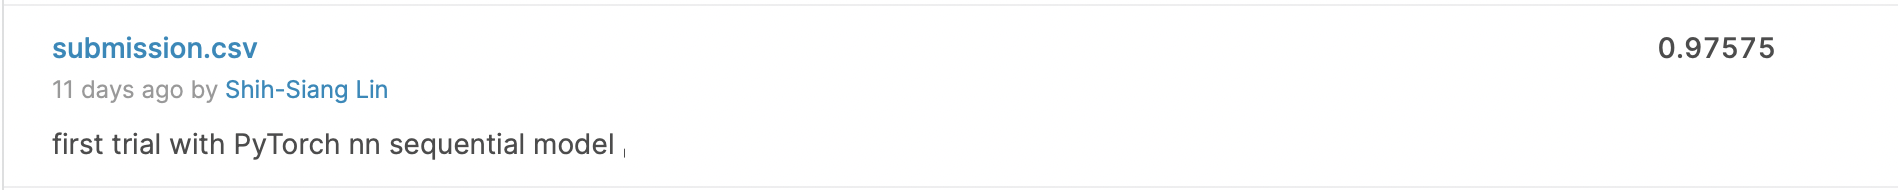 submission.csv 0.97575
11 days ago by Shih-Siang Lin
first trial with PyTorch nn sequential model